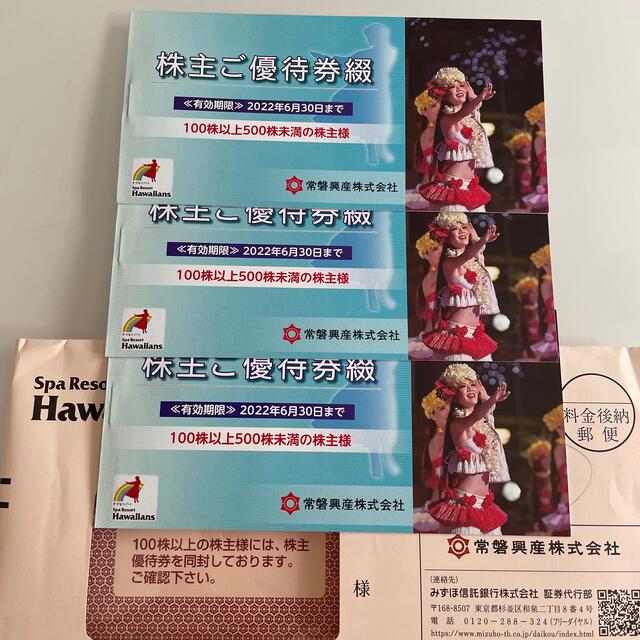 株主ご優待券綴
≪有効期限≫ 2022年6月30日まで
100株以上500株未満の株主様
Spa Resort
Hawaiians
常磐興産株式会社
株主ご優待券綴
≪有効期限≫ 2022年6月30日まで
100株以上500株未満の株主様
Spa Resort
Hawaiians
常磐興産株式会社
株主ご優待券綴
≪有効期限≫ 2022年6月30日まで
100株以上500株未満の株主様
Spa Resort
Hawaiians
常磐興産株式会社
Spa Reso
Haw
料金後納
郵便
100株以上の株主様には、株主
優待券を同封しております。
ご確認下さい。
様
常磐興産株式会社
(連絡先)
みずほ信託銀行株式会社 証券代行部
〒168-8507 東京都杉並区和泉二丁目8番4号
電話 0120-288-324(フリーダイヤル)
https://www.mizuho-tb.co.jp/daikou/index.html